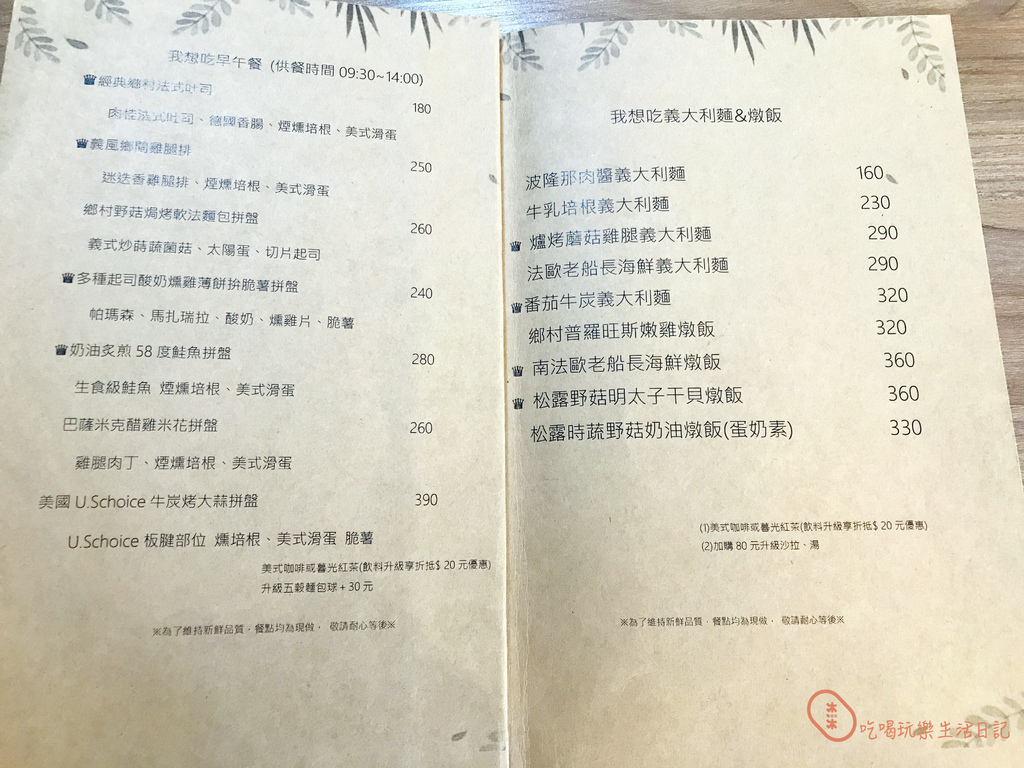 我想吃早午餐 (供餐時間 09:30~14:00)
經典鄉村法式吐司 180
肉桂法式吐司、德國香腸、煙燻培根、美式滑蛋
義風鄉間雞腿排 250
迷迭香雞腿排、煙燻培根、美式滑蛋
鄉村野菇焗烤軟法麵包拼盤 260
義式炒蒔蔬菌菇、太陽蛋、切片起司
多種起司酸奶燻雞薄餅拚脆薯拼盤 240
帕瑪森、馬扎瑞拉、酸奶、燻雞片、脆薯
奶油炙煎 58 度鮭魚拼盤 280
生食級鮭魚 煙燻培根、美式滑蛋
巴薩米克醋雞米花拼盤 260
雞腿肉丁、煙燻培根、美式滑蛋
美國 U.Schoice 牛炭烤大蒜拼盤 390
U.Schoice 板腱部位 燻培根、美式滑蛋 脆薯
美式咖啡或暮光紅茶(飲料升級享折抵$ 20 元優惠)
升級五穀麵包球+30 元
※為了維持新鮮品質，餐點均為現做， 敬請耐心等後※
我想吃義大利麵&燉飯
波隆那肉醬義大利麵 160
牛乳培根義大利麵 230
爐烤蘑菇雞腿義大利麵 290
法歐老船長海鮮義大利麵 290
番茄牛炭義大利麵 320
鄉村普羅旺斯嫩雞燉飯 320
南法歐老船長海鮮燉飯 360
松露野菇明太子干貝燉飯 360
松露時蔬野菇奶油燉飯(蛋奶素) 330
(1)美式咖啡或暮光紅茶(飲料升級享折抵$ 20 元優惠)
(2)加購 80 元升級沙拉、湯
※為了維持新鮮品質，餐點均為現做， 敬請耐心等後※
吃喝玩樂生活日記